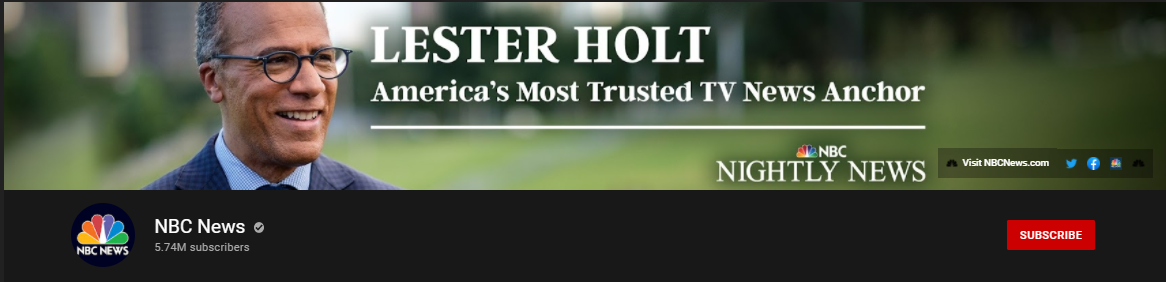 LESTER HOLT
America's Most Trusted TV News Anchor
NBC
NIGHTLY NEWS
Visit NBCNews.com
NBC NEWS
NBC News
5.74M subscribers
SUBSCRIBE